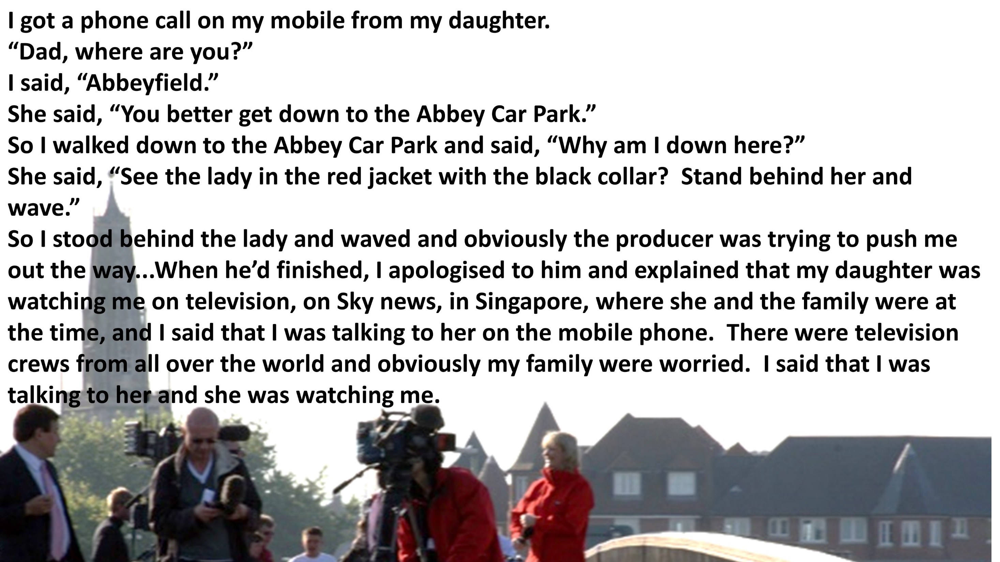 I got a phone call on my mobile from my daughter.
“Dad, where are you?”
I said, “Abbeyfield.”
She said, “You better get down to the Abbey Car Park.”
So I walked down to the Abbey Car Park and said, “Why am I down here?”
She said, “See the lady in the red jacket with the black collar?  Stand behind her and
wave.”
So I stood behind the lady and waved and obviously the producer was trying to push me
out the way...When he’d finished, I apologised to him and explained that my daughter was
watching me on television, on Sky news, in Singapore, where she and the family were at
the time, and I said that I was talking to her on the mobile phone.  There were television
crews from all over the world and obviously my family were worried.  I said that I was
talking to her and she was watching me.